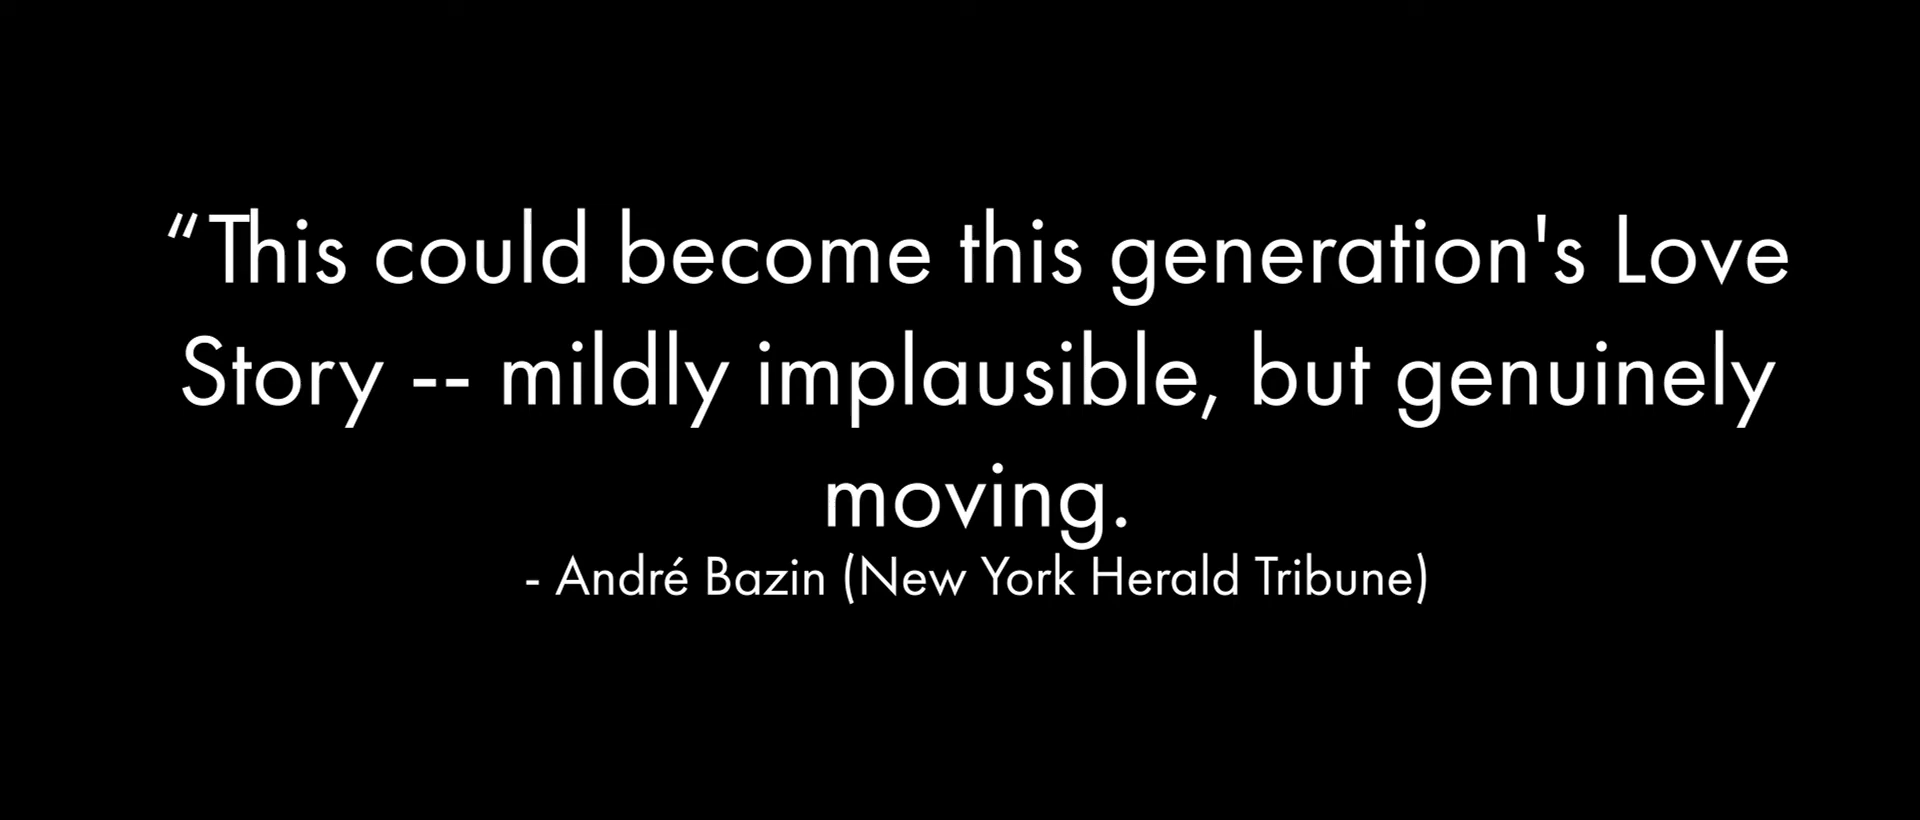 “This could become this generation's Love
Story -- mildly implausible, but genuinely
moving.
- André Bazin (New York Herald Tribune)